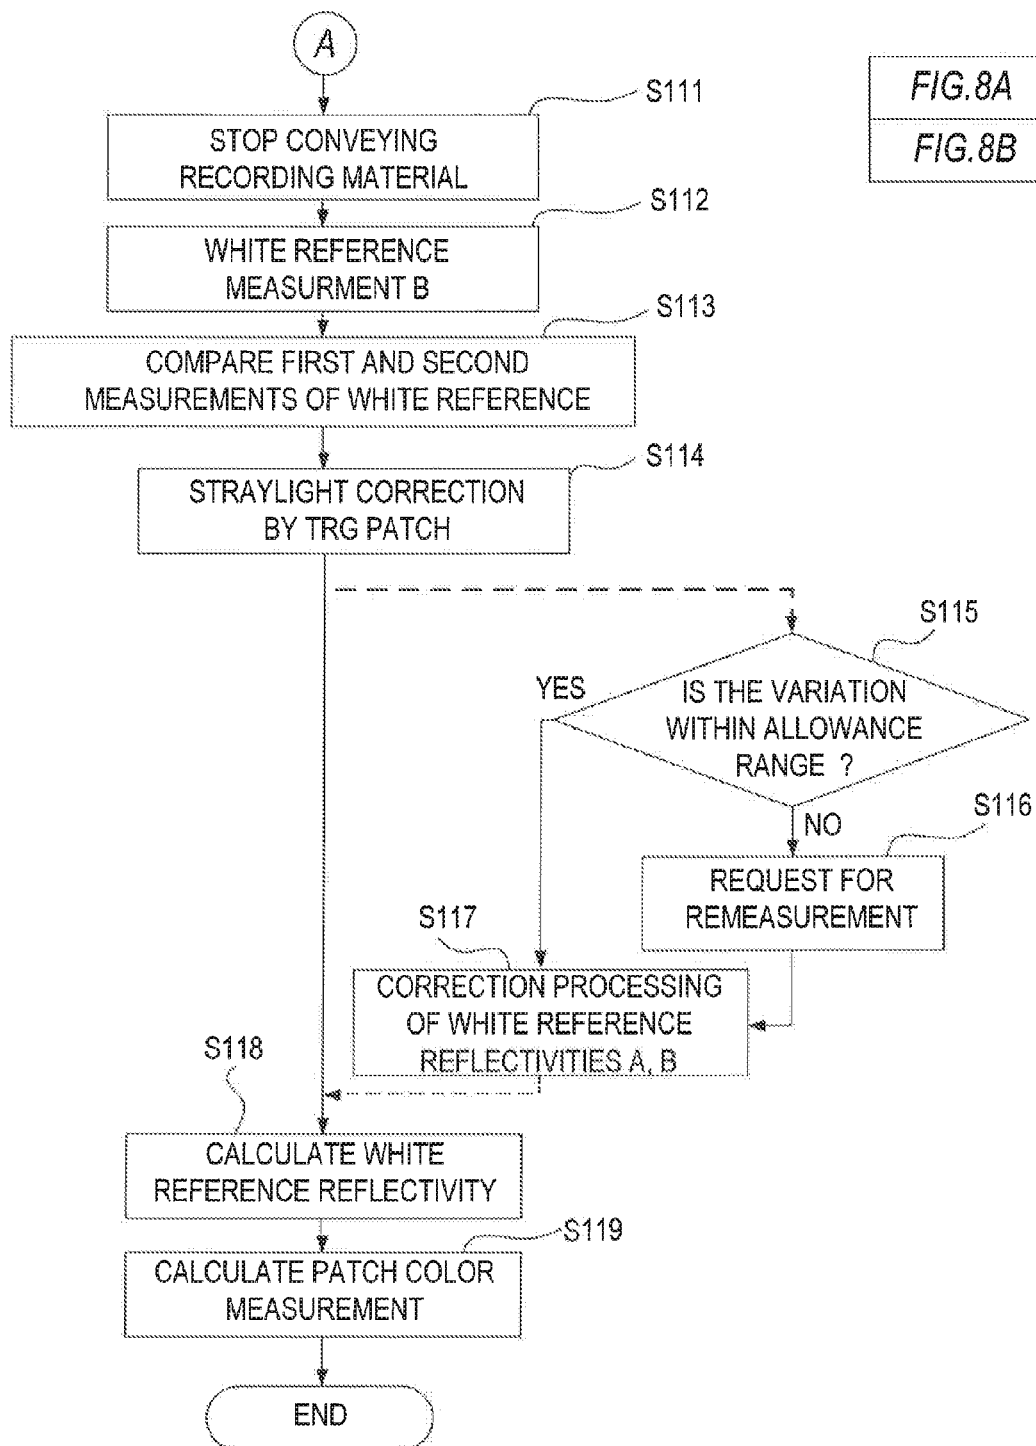 A
FIG.8A
FIG.8B
S111
STOP CONVEYING
RECORDING MATERIAL
S112
WHITE REFERENCE
MEASURMENT B
S113
COMPARE FIRST AND SECOND
MEASUREMENTS OF WHITE REFERENCE
S114
STRAYLIGHT CORRECTION
BY TRG PATCH
S115
IS THE VARIATION
WITHIN ALLOWANCE
RANGE ?
YES
NO
S116
REQUEST FOR
REMEASUREMENT
S117
CORRECTION PROCESSING
OF WHITE REFERENCE
REFLECTIVITIES A, B
S118
CALCULATE WHITE
REFERENCE REFLECTIVITY
S119
CALCULATE PATCH COLOR
MEASUREMENT
END